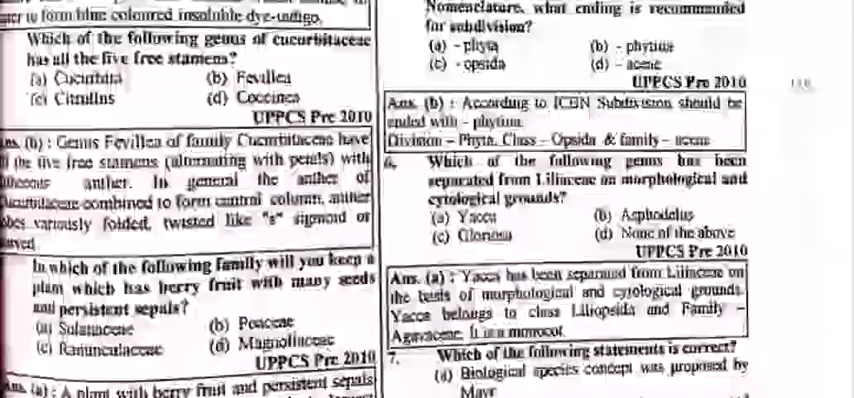 to form blue coloured insoluble dye-indigo.
Which of the following genus of cucurbitaceae
has all the five free stamens?
(a) Cucurbita (b) Fevillea
(c) Citrullus (d) Coccinea
UPPCS Pre 2010
Ans. (b) : Genus Fevillea of family Cucurbitaceae have
the five free stamens (alternating with petals) with
anther. In general the anther of
Cucurbitaceae combined to form central column, anther
lobes variously folded, twisted like "s" sigmoid or
curved
In which of the following family will you keep a
plant which has berry fruit with many seeds
and persistent sepals?
(a) Solanaceae (b) Poaceae
(c) Ranunculaceae (d) Magnoliaceae
UPPCS Pre 2010
Ans. (a) : A plant with berry fruit and persistent sepals
Nomenclature, what ending is recommended
for subdivision?
(a) - phyta (b) - phytina
(c) - opsida (d) - aceae
UPPCS Pre 2010
Ans. (b) : According to ICBN Subdivision should be
ended with - phytina
Division – Phyta, Class – Opsida & family – aceae
6. Which of the following genus has been
separated from Liliaceae on morphological and
cytological grounds?
(a) Yacca (b) Asphodelus
(c) Gloriosa (d) None of the above
UPPCS Pre 2010
Ans. (a) : Yacca has been separated from Liliaceae on
the basis of morphological and cytological grounds.
Yacca belongs to class Liliopsida and Family –
Agavaceae. It is a monocot.
7. Which of the following statements is correct?
(a) Biological species concept was proposed by
Mayr